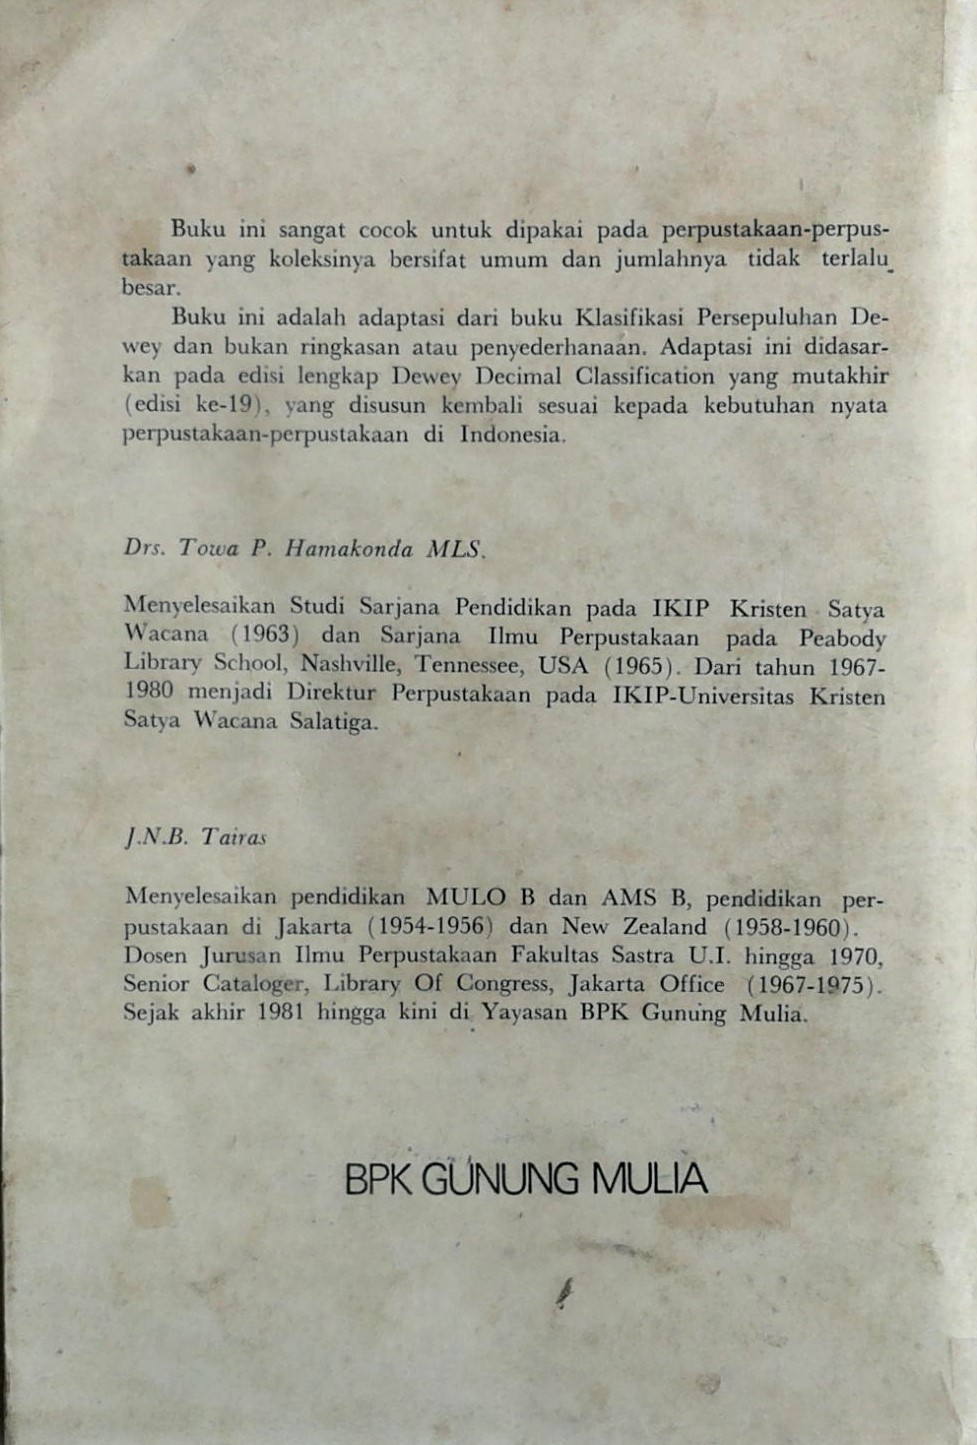 Buku ini sangat cocok untuk dipakai pada perpustakaan-perpus-
takaan yang koleksinya bersifat umum dan jumlahnya tidak terlalu
besar.
Buku ini adalah adaptasi dari buku Klasifikasi Persepuluhan De-
wey dan bukan ringkasan atau penyederhanaan. Adaptasi ini didasar-
kan pada edisi lengkap Dewey Decimal Classification yang mutakhir
(edisi ke-19), yang disusun kembali sesuai kepada kebutuhan nyata
perpustakaan-perpustakaan di Indonesia.
Drs. Towa P. Hamakonda MLS.
Menyelesaikan Studi Sarjana Pendidikan pada IKIP Kristen Satya
Wacana (1963) dan Sarjana Ilmu Perpustakaan pada Peabody
Library School, Nashville, Tennessee, USA (1965). Dari tahun 1967-
1980 menjadi Direktur Perpustakaan pada IKIP-Universitas Kristen
Satya Wacana Salatiga.
J.N.B. Tairas
Menyelesaikan pendidikan MULO B dan AMS B, pendidikan per-
pustakaan di Jakarta (1954-1956) dan New Zealand (1958-1960).
Dosen Jurusan Ilmu Perpustakaan Fakultas Sastra U.I. hingga 1970,
Senior Cataloger, Library Of Congress, Jakarta Office (1967-1975).
Sejak akhir 1981 hingga kini di Yayasan BPK Gunung Mulia.
BPK GUNUNG MULIA